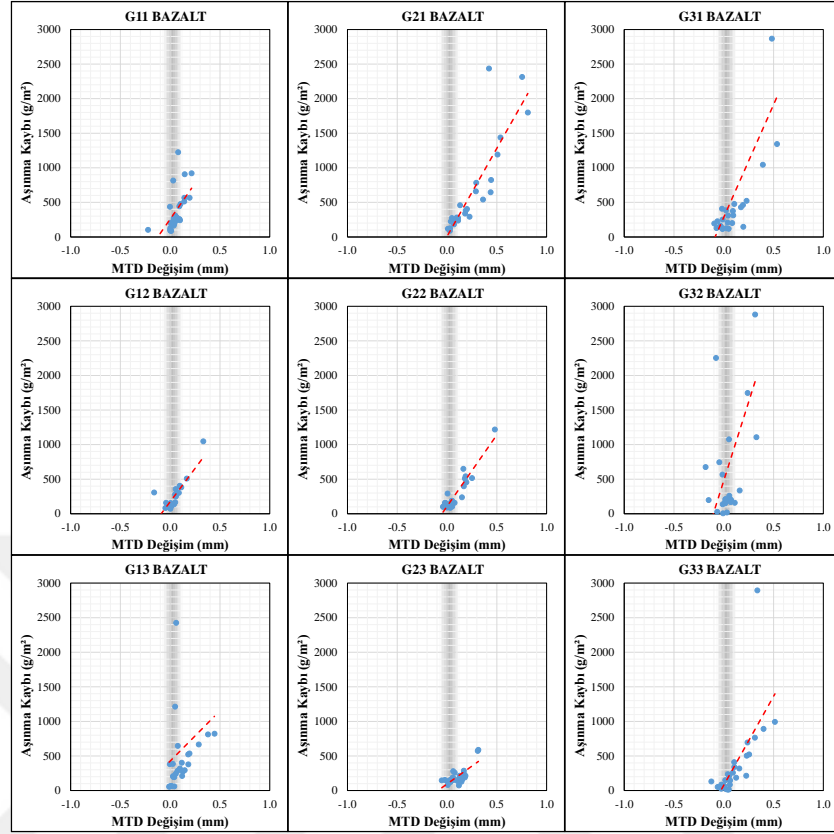 G11 BAZALT
Aşınma Kaybı (g/m²)
3000
2500
2000
1500
1000
500
0
-1.0 -0.5 0.0 0.5 1.0
MTD Değişim (mm)
G21 BAZALT
Aşınma Kaybı (g/m²)
3000
2500
2000
1500
1000
500
0
-1.0 -0.5 0.0 0.5 1.0
MTD Değişim (mm)
G31 BAZALT
Aşınma Kaybı (g/m²)
3000
2500
2000
1500
1000
500
0
-1.0 -0.5 0.0 0.5 1.0
MTD Değişim (mm)
G12 BAZALT
Aşınma Kaybı (g/m²)
3000
2500
2000
1500
1000
500
0
-1.0 -0.5 0.0 0.5 1.0
MTD Değişim (mm)
G22 BAZALT
Aşınma Kaybı (g/m²)
3000
2500
2000
1500
1000
500
0
-1.0 -0.5 0.0 0.5 1.0
MTD Değişim (mm)
G32 BAZALT
Aşınma Kaybı (g/m²)
3000
2500
2000
1500
1000
500
0
-1.0 -0.5 0.0 0.5 1.0
MTD Değişim (mm)
G13 BAZALT
Aşınma Kaybı (g/m²)
3000
2500
2000
1500
1000
500
0
-1.0 -0.5 0.0 0.5 1.0
MTD Değişim (mm)
G23 BAZALT
Aşınma Kaybı (g/m²)
3000
2500
2000
1500
1000
500
0
-1.0 -0.5 0.0 0.5 1.0
MTD Değişim (mm)
G33 BAZALT
Aşınma Kaybı (g/m²)
3000
2500
2000
1500
1000
500
0
-1.0 -0.5 0.0 0.5 1.0
MTD Değişim (mm)